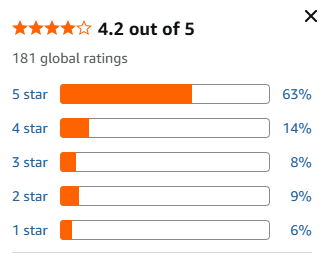 4.2 out of 5
181 global ratings
5 star 63%
4 star 14%
3 star 8%
2 star 9%
1 star 6%